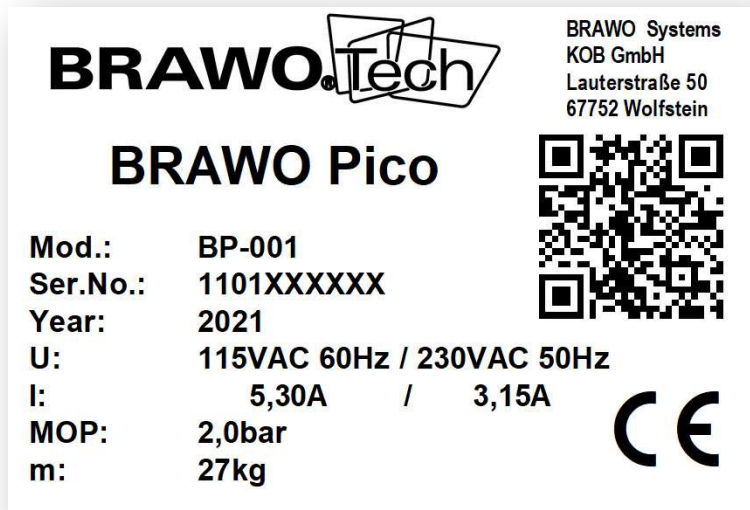 BRAWO® Tech
BRAWO Systems
KOB GmbH
Lauterstraße 50
67752 Wolfstein
BRAWO Pico
Mod.: BP-001
Ser.No.: 1101XXXXXX
Year: 2021
U: 115VAC 60Hz / 230VAC 50Hz
I: 5,30A / 3,15A
MOP: 2,0bar
m: 27kg
CE